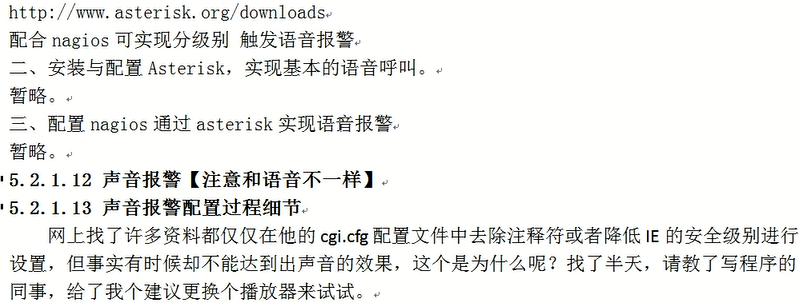 http://www.asterisk.org/downloads
配合 nagios 可实现分级别 触发语音报警
二、安装与配置 Asterisk，实现基本的语音呼叫。
暂略。
三、配置 nagios 通过 asterisk 实现语音报警
暂略。
5.2.1.12 声音报警【注意和语音不一样】
5.2.1.13 声音报警配置过程细节
网上找了许多资料都仅仅在他的 cgi.cfg 配置文件中去除注释符或者降低 IE 的安全级别进行
设置，但事实有时候却不能达到出声音的效果，这个是为什么呢？找了半天，请教了写程序的
同事，给了我个建议更换个播放器来试试。